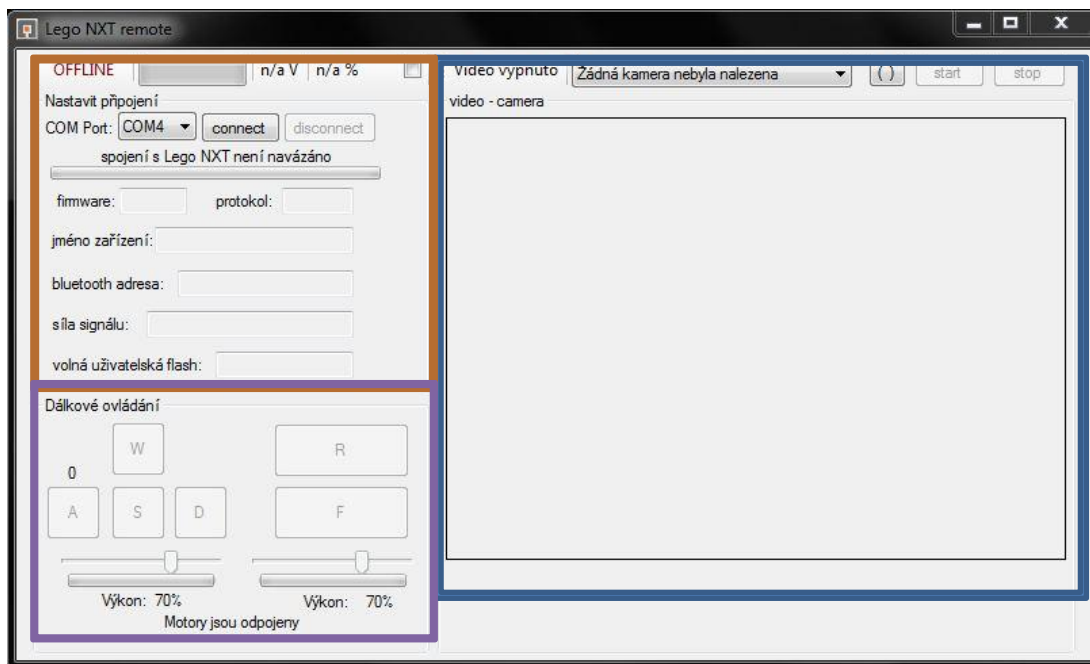 Lego NXT remote
OFFLINE n/a V n/a %
Nastavit připojení
COM Port: COM4 connect disconnect
spojení s Lego NXT není navázáno
firmware: protokol:
jméno zařízení:
bluetooth adresa:
síla signálu:
volná uživatelská flash:
Dálkové ovládání
W R
0
A S D F
Výkon: 70% Výkon: 70%
Motory jsou odpojeny
Video vypnuto Žádná kamera nebyla nalezena () start stop
video - camera